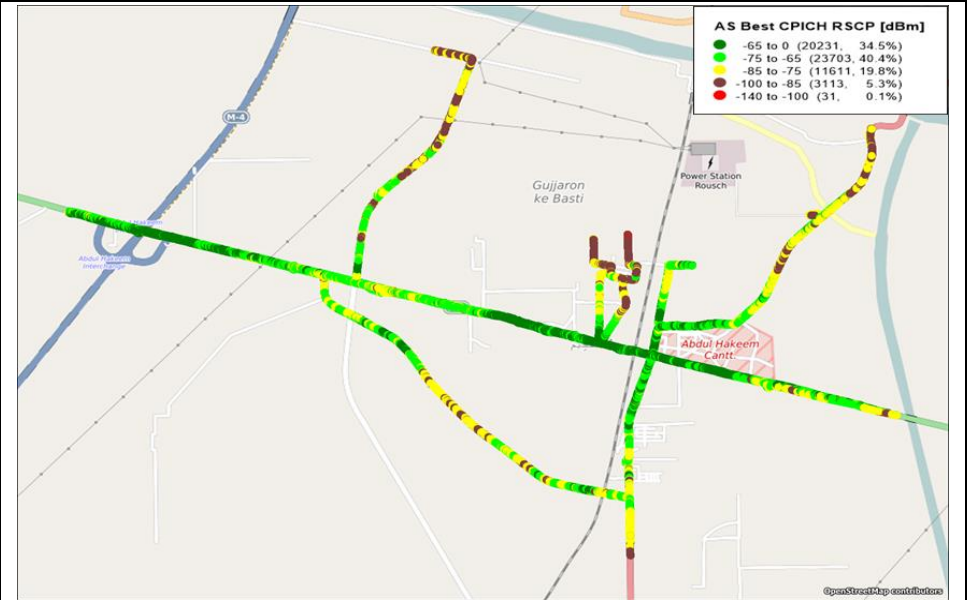 AS Best CPICH RSCP [dBm]
-65 to 0 (20231, 34.5%)
-75 to -65 (23703, 40.4%)
-85 to -75 (11611, 19.8%)
-100 to -85 (3113, 5.3%)
-140 to -100 (31, 0.1%)
M-4
Power Station
Rousch
Gujjaron
ke Basti
Abdul Hakeem
Interchange
Abdul Hakeem
Cantt.
OpenStreetMap contributors